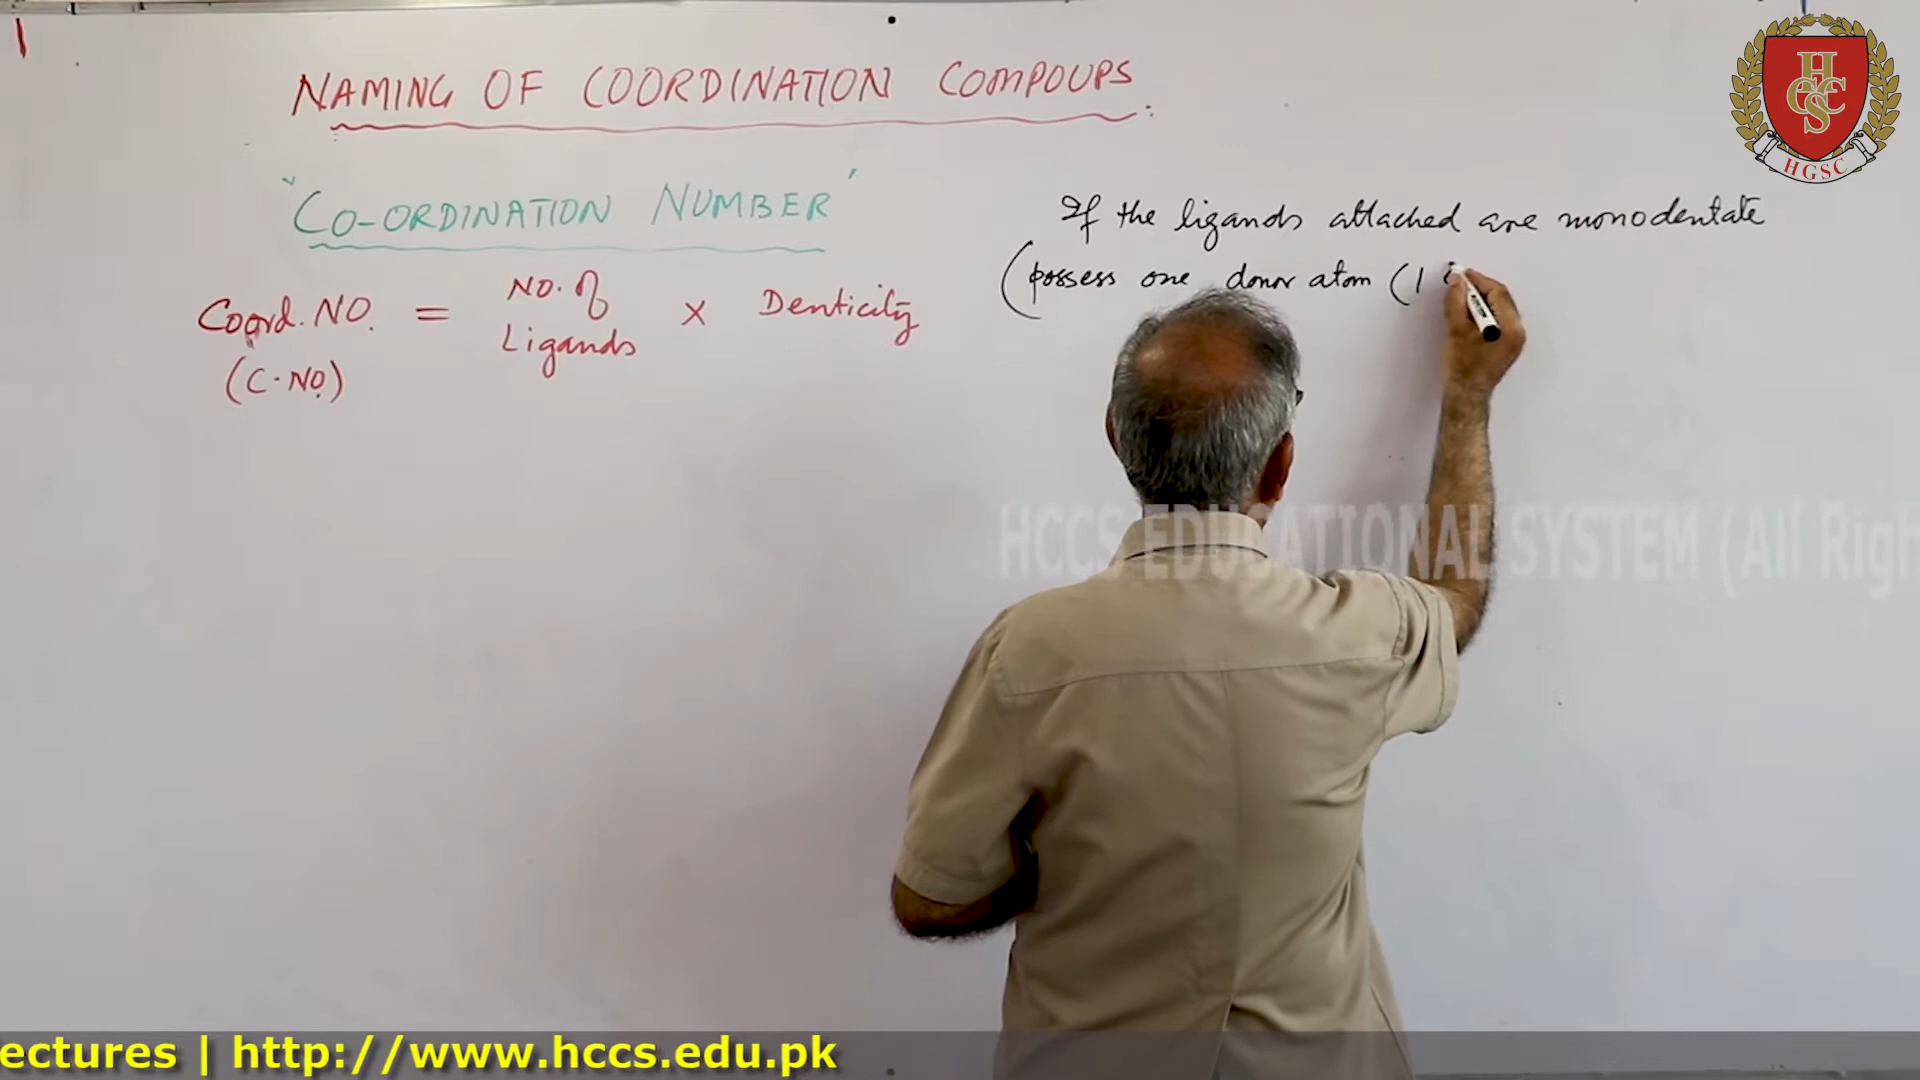 NAMING OF COORDINATION COMPOUPS
"CO-ORDINATION NUMBER"
Coord. NO. = NO. of Ligands × Denticity
(C-NO.)
If the ligands attached are monodentate
(possess one donor atom (1
HCCS
HGSC
HCCS EDUCATIONAL SYSTEM (All Righ
ectures | http://www.hccs.edu.pk